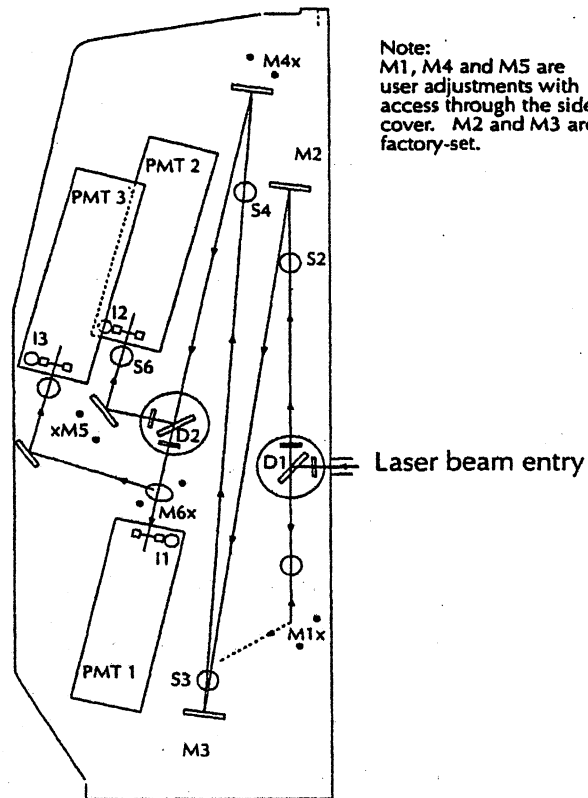 Note:
M1, M4 and M5 are
user adjustments with
access through the side
cover. M2 and M3 are
factory-set.
M4x
M2
PMT 2
PMT 3
S4
S2
I2
I3
S6
xM5
D2
D1
Laser beam entry
M6x
I1
M1x
PMT 1
S3
M3